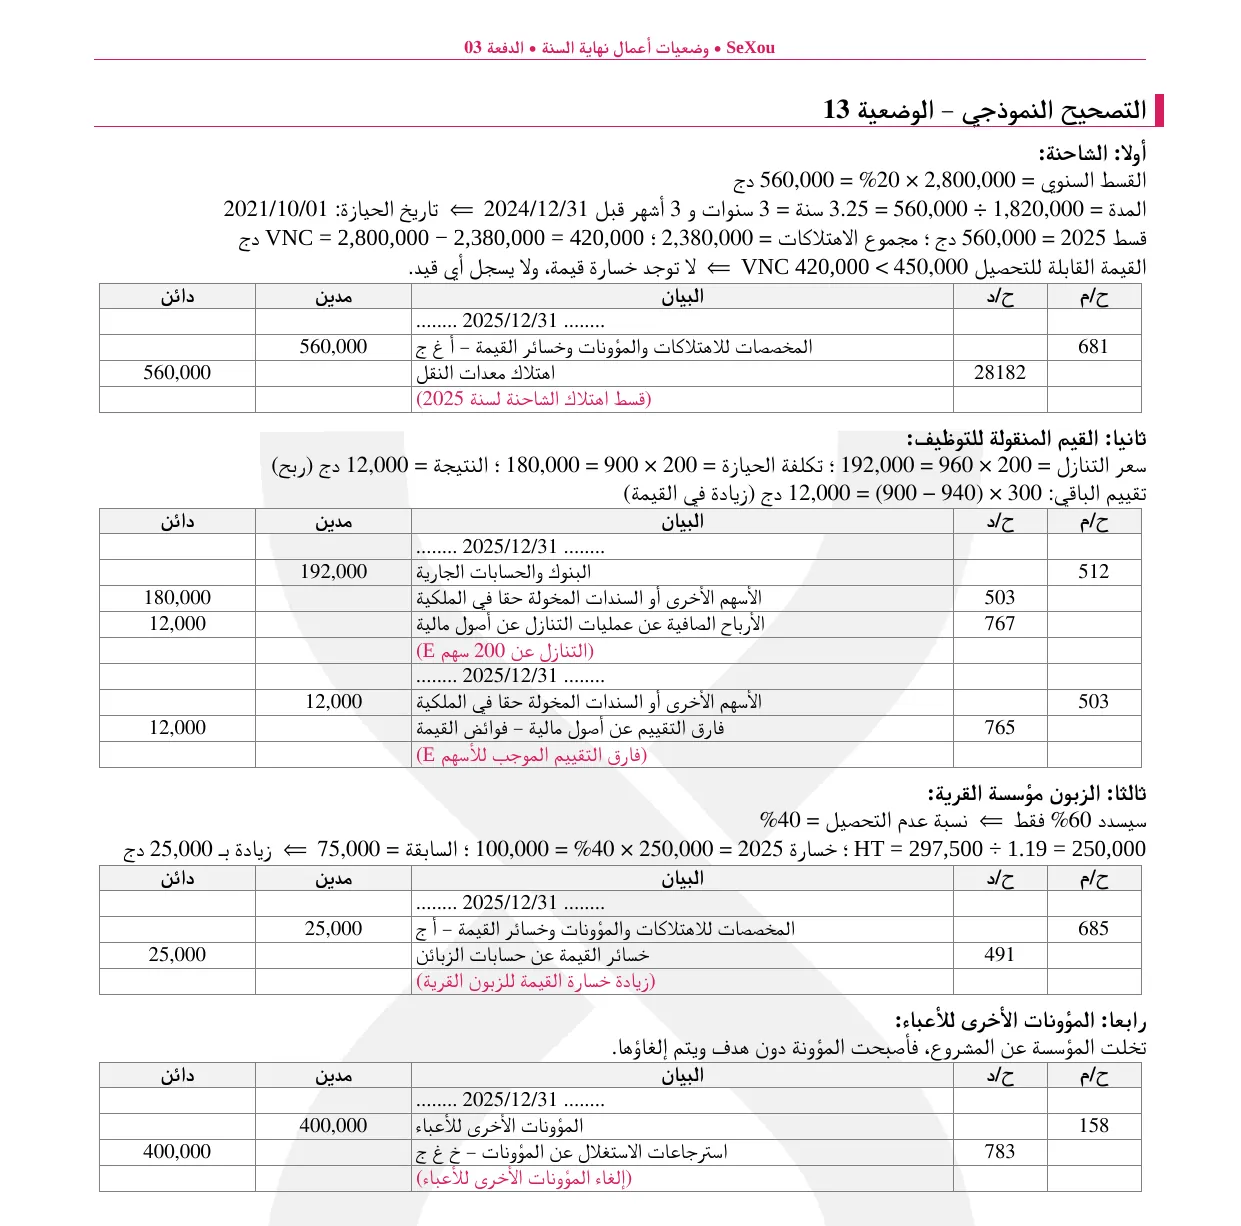 SeXou • وضعيات أعمال نهاية السنة • الدفعة 03
التصحيح النموذجي – الوضعية 13
أولا: الشاحنة:
القسط السنوي = 2,800,000 × 20% = 560,000 دج
المدة = 1,820,000 ÷ 560,000 = 3.25 سنة = 3 سنوات و 3 أشهر قبل 2024/12/31 ⟸ تاريخ الحيازة: 2021/10/01
قسط 2025 = 560,000 دج ؛ مجموع الاهتلاكات = 2,380,000 ؛ VNC = 2,800,000 − 2,380,000 = 420,000 دج
القيمة القابلة للتحصيل VNC 420,000 < 450,000 ⟸ لا توجد خسارة قيمة، ولا يسجل أي قيد.
ح/م ح/د البيان مدين دائن
........ 2025/12/31 ........
681 المخصصات للاهتلاكات والمؤونات وخسائر القيمة – أ غ ج 560,000
28182 اهتلاك معدات النقل 560,000
(قسط اهتلاك الشاحنة لسنة 2025)
ثانيا: القيم المنقولة للتوظيف:
سعر التنازل = 200 × 960 = 192,000 ؛ تكلفة الحيازة = 200 × 900 = 180,000 ؛ النتيجة = 12,000 دج (ربح)
تقييم الباقي: 300 × (940 − 900) = 12,000 دج (زيادة في القيمة)
ح/م ح/د البيان مدين دائن
........ 2025/12/31 ........
512 البنوك والحسابات الجارية 192,000
503 الأسهم الأخرى أو السندات المخولة حقا في الملكية 180,000
767 الأرباح الصافية عن عمليات التنازل عن أصول مالية 12,000
(التنازل عن 200 سهم E)
........ 2025/12/31 ........
503 الأسهم الأخرى أو السندات المخولة حقا في الملكية 12,000
765 فارق التقييم عن أصول مالية – فوائض القيمة 12,000
(فارق التقييم الموجب للأسهم E)
ثالثا: الزبون مؤسسة القرية:
سيسدد 60% فقط ⟸ نسبة عدم التحصيل = 40%
HT = 297,500 ÷ 1.19 = 250,000 ؛ خسارة 2025 = 250,000 × 40% = 100,000 ؛ السابقة = 75,000 ⟸ زيادة بـ 25,000 دج
ح/م ح/د البيان مدين دائن
........ 2025/12/31 ........
685 المخصصات للاهتلاكات والمؤونات وخسائر القيمة – أ ج 25,000
491 خسائر القيمة عن حسابات الزبائن 25,000
(زيادة خسارة القيمة للزبون القرية)
رابعا: المؤونات الأخرى للأعباء:
تخلت المؤسسة عن المشروع، فأصبحت المؤونة دون هدف ويتم إلغاؤها.
ح/م ح/د البيان مدين دائن
........ 2025/12/31 ........
158 المؤونات الأخرى للأعباء 400,000
783 استرجاعات الاستغلال عن المؤونات – خ غ ج 400,000
(إلغاء المؤونات الأخرى للأعباء)